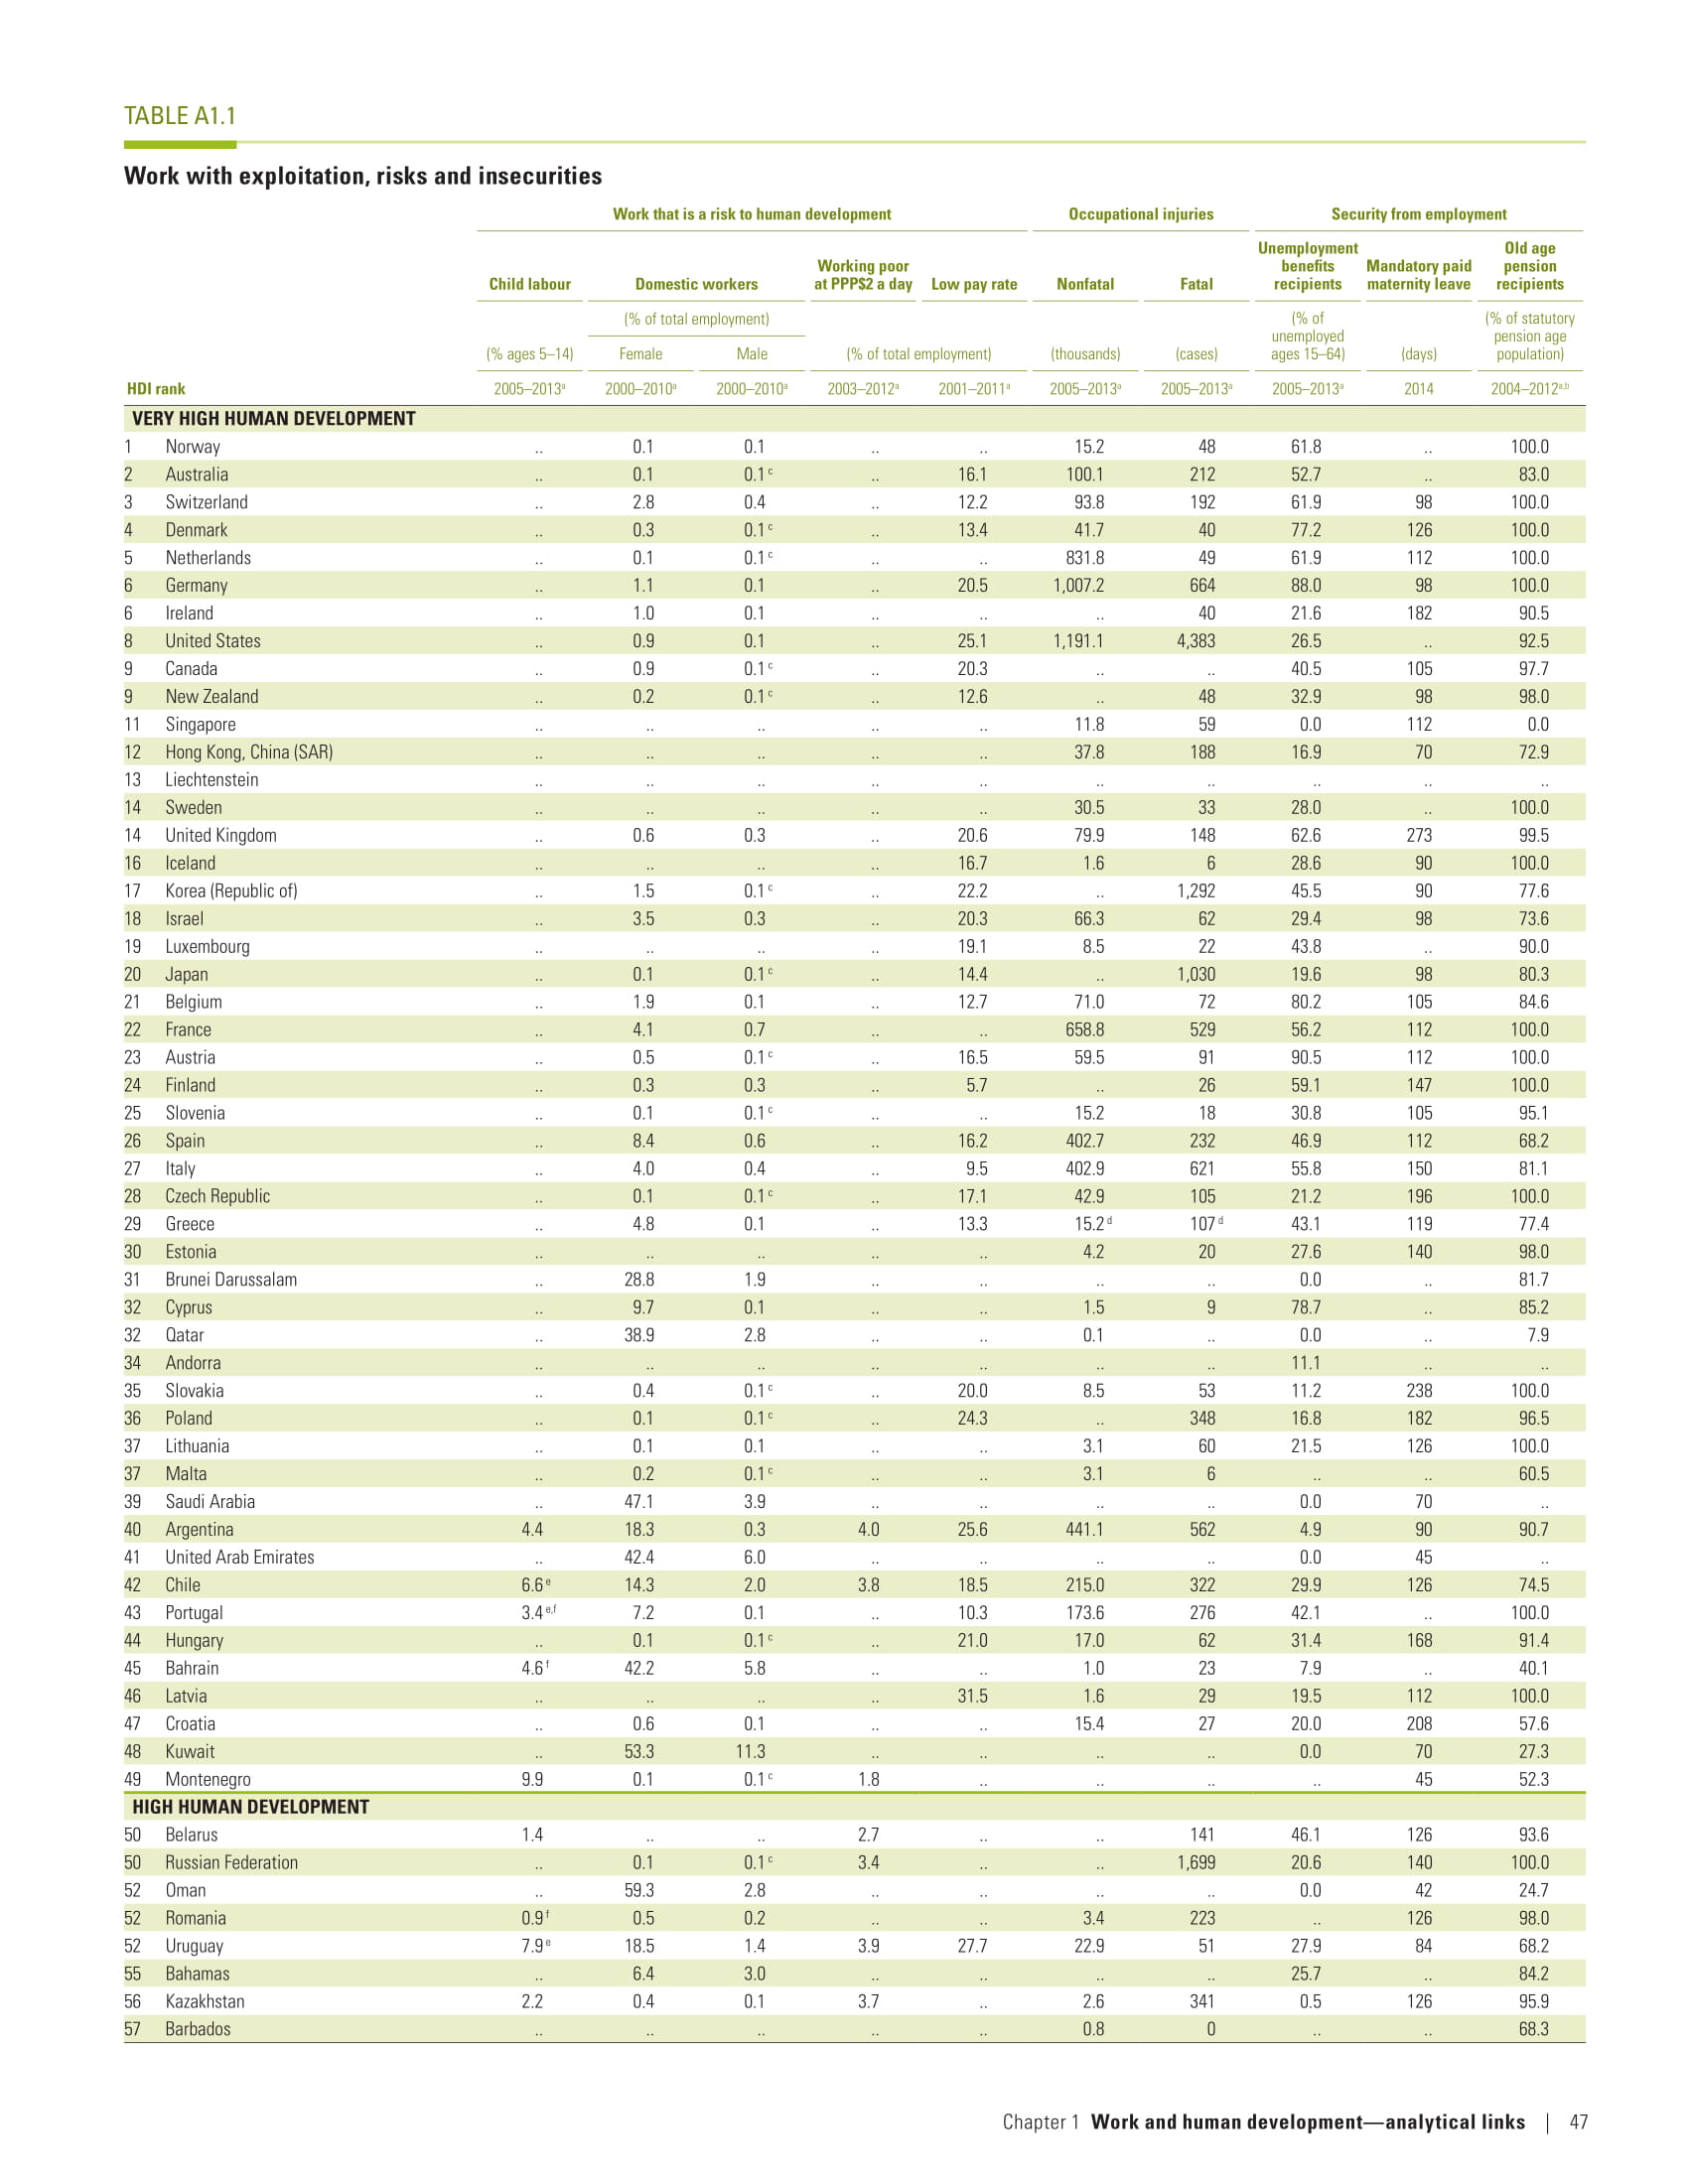 TABLE A1.1
Work with exploitation, risks and insecurities
Work that is a risk to human development Occupational injuries Security from employment
Child labour Domestic workers Working poor at PPP$2 a day Low pay rate Nonfatal Fatal Unemployment benefits recipients Mandatory paid maternity leave Old age pension recipients
(% ages 5–14) (% of total employment) Female Male (% of total employment) (thousands) (cases) (% of unemployed ages 15–64) (days) (% of statutory pension age population)
HDI rank 2005–2013ᵃ 2000–2010ᵃ 2000–2010ᵃ 2003–2012ᵃ 2001–2011ᵃ 2005–2013ᵃ 2005–2013ᵃ 2005–2013ᵃ 2014 2004–2012ᵃ,ᵇ
VERY HIGH HUMAN DEVELOPMENT
1 Norway .. 0.1 0.1 .. .. 15.2 48 61.8 .. 100.0
2 Australia .. 0.1 0.1 ᶜ .. 16.1 100.1 212 52.7 .. 83.0
3 Switzerland .. 2.8 0.4 .. 12.2 93.8 192 61.9 98 100.0
4 Denmark .. 0.3 0.1 ᶜ .. 13.4 41.7 40 77.2 126 100.0
5 Netherlands .. 0.1 0.1 ᶜ .. .. 831.8 49 61.9 112 100.0
6 Germany .. 1.1 0.1 .. 20.5 1,007.2 664 88.0 98 100.0
6 Ireland .. 1.0 0.1 .. .. .. 40 21.6 182 90.5
8 United States .. 0.9 0.1 .. 25.1 1,191.1 4,383 26.5 .. 92.5
9 Canada .. 0.9 0.1 ᶜ .. 20.3 .. .. 40.5 105 97.7
9 New Zealand .. 0.2 0.1 ᶜ .. 12.6 .. 48 32.9 98 98.0
11 Singapore .. .. .. .. .. 11.8 59 0.0 112 0.0
12 Hong Kong, China (SAR) .. .. .. .. .. 37.8 188 16.9 70 72.9
13 Liechtenstein .. .. .. .. .. .. .. .. .. ..
14 Sweden .. .. .. .. .. 30.5 33 28.0 .. 100.0
14 United Kingdom .. 0.6 0.3 .. 20.6 79.9 148 62.6 273 99.5
16 Iceland .. .. .. .. 16.7 1.6 6 28.6 90 100.0
17 Korea (Republic of) .. 1.5 0.1 ᶜ .. 22.2 .. 1,292 45.5 90 77.6
18 Israel .. 3.5 0.3 .. 20.3 66.3 62 29.4 98 73.6
19 Luxembourg .. .. .. .. 19.1 8.5 22 43.8 .. 90.0
20 Japan .. 0.1 0.1 ᶜ .. 14.4 .. 1,030 19.6 98 80.3
21 Belgium .. 1.9 0.1 .. 12.7 71.0 72 80.2 105 84.6
22 France .. 4.1 0.7 .. .. 658.8 529 56.2 112 100.0
23 Austria .. 0.5 0.1 ᶜ .. 16.5 59.5 91 90.5 112 100.0
24 Finland .. 0.3 0.3 .. 5.7 .. 26 59.1 147 100.0
25 Slovenia .. 0.1 0.1 ᶜ .. .. 15.2 18 30.8 105 95.1
26 Spain .. 8.4 0.6 .. 16.2 402.7 232 46.9 112 68.2
27 Italy .. 4.0 0.4 .. 9.5 402.9 621 55.8 150 81.1
28 Czech Republic .. 0.1 0.1 ᶜ .. 17.1 42.9 105 21.2 196 100.0
29 Greece .. 4.8 0.1 .. 13.3 15.2 ᵈ 107 ᵈ 43.1 119 77.4
30 Estonia .. .. .. .. .. 4.2 20 27.6 140 98.0
31 Brunei Darussalam .. 28.8 1.9 .. .. .. .. 0.0 .. 81.7
32 Cyprus .. 9.7 0.1 .. .. 1.5 9 78.7 .. 85.2
32 Qatar .. 38.9 2.8 .. .. 0.1 .. 0.0 .. 7.9
34 Andorra .. .. .. .. .. .. .. 11.1 .. ..
35 Slovakia .. 0.4 0.1 ᶜ .. 20.0 8.5 53 11.2 238 100.0
36 Poland .. 0.1 0.1 ᶜ .. 24.3 .. 348 16.8 182 96.5
37 Lithuania .. 0.1 0.1 .. .. 3.1 60 21.5 126 100.0
37 Malta .. 0.2 0.1 ᶜ .. .. 3.1 6 .. .. 60.5
39 Saudi Arabia .. 47.1 3.9 .. .. .. .. 0.0 70 ..
40 Argentina 4.4 18.3 0.3 4.0 25.6 441.1 562 4.9 90 90.7
41 United Arab Emirates .. 42.4 6.0 .. .. .. .. 0.0 45 ..
42 Chile 6.6 ᵉ 14.3 2.0 3.8 18.5 215.0 322 29.9 126 74.5
43 Portugal 3.4 ᵉ,ᶠ 7.2 0.1 .. 10.3 173.6 276 42.1 .. 100.0
44 Hungary .. 0.1 0.1 ᶜ .. 21.0 17.0 62 31.4 168 91.4
45 Bahrain 4.6 ᶠ 42.2 5.8 .. .. 1.0 23 7.9 .. 40.1
46 Latvia .. .. .. .. 31.5 1.6 29 19.5 112 100.0
47 Croatia .. 0.6 0.1 .. .. 15.4 27 20.0 208 57.6
48 Kuwait .. 53.3 11.3 .. .. .. .. 0.0 70 27.3
49 Montenegro 9.9 0.1 0.1 ᶜ 1.8 .. .. .. .. 45 52.3
HIGH HUMAN DEVELOPMENT
50 Belarus 1.4 .. .. 2.7 .. .. 141 46.1 126 93.6
50 Russian Federation .. 0.1 0.1 ᶜ 3.4 .. .. 1,699 20.6 140 100.0
52 Oman .. 59.3 2.8 .. .. .. .. 0.0 42 24.7
52 Romania 0.9 ᶠ 0.5 0.2 .. .. 3.4 223 .. 126 98.0
52 Uruguay 7.9 ᵉ 18.5 1.4 3.9 27.7 22.9 51 27.9 84 68.2
55 Bahamas .. 6.4 3.0 .. .. .. .. 25.7 .. 84.2
56 Kazakhstan 2.2 0.4 0.1 3.7 .. 2.6 341 0.5 126 95.9
57 Barbados .. .. .. .. .. 0.8 0 .. .. 68.3
Chapter 1 Work and human development—analytical links | 47